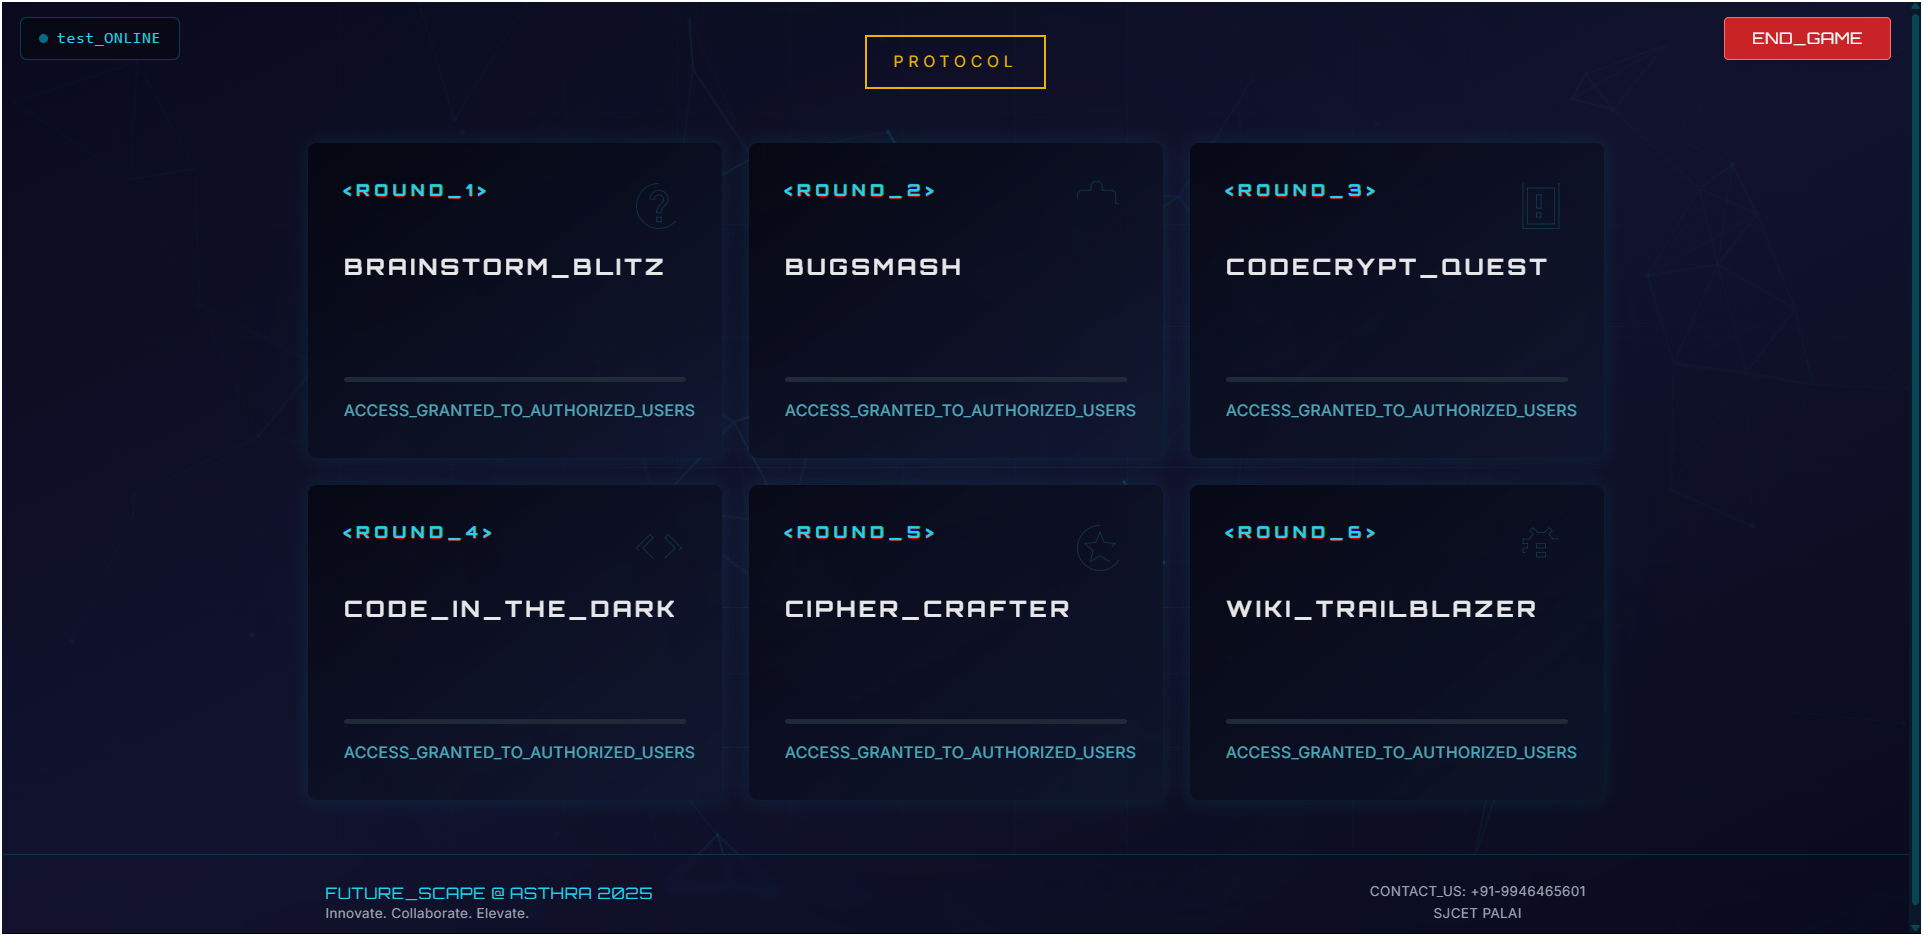 test_ONLINE
PROTOCOL
END_GAME
<ROUND_1>
BRAINSTORM_BLITZ
ACCESS_GRANTED_TO_AUTHORIZED_USERS
<ROUND_2>
BUGSMASH
ACCESS_GRANTED_TO_AUTHORIZED_USERS
<ROUND_3>
CODECRYPT_QUEST
ACCESS_GRANTED_TO_AUTHORIZED_USERS
<ROUND_4>
CODE_IN_THE_DARK
ACCESS_GRANTED_TO_AUTHORIZED_USERS
<ROUND_5>
CIPHER_CRAFTER
ACCESS_GRANTED_TO_AUTHORIZED_USERS
<ROUND_6>
WIKI_TRAILBLAZER
ACCESS_GRANTED_TO_AUTHORIZED_USERS
FUTURE_SCAPE @ ASTHRA 2025
Innovate. Collaborate. Elevate.
CONTACT_US: +91-9946465601
SJCET PALAI